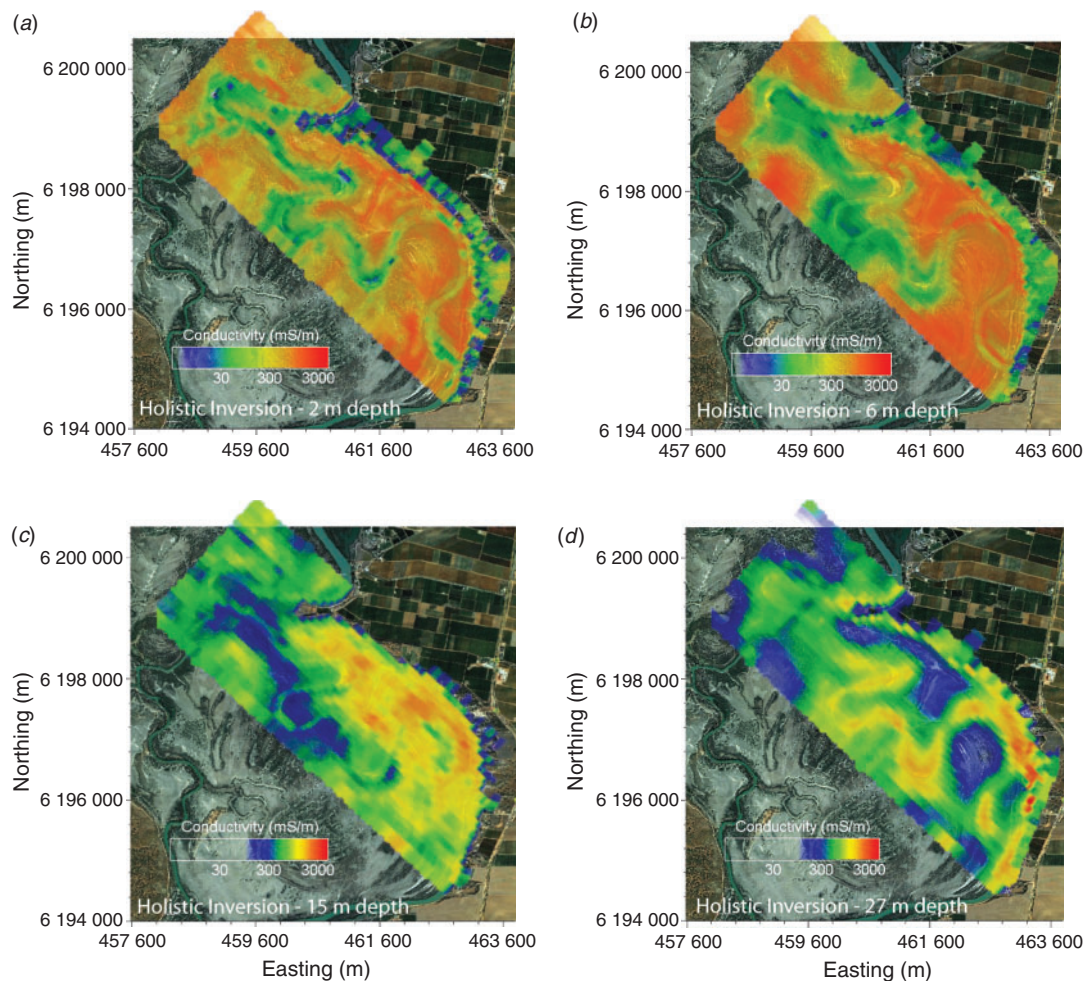 (a)
(b)
6 200 000
6 198 000
6 196 000
6 194 000
Northing (m)
Conductivity (mS/m)
30 300 3000
Holistic Inversion - 2 m depth
457 600 459 600 461 600 463 600
6 200 000
6 198 000
6 196 000
6 194 000
Northing (m)
Conductivity (mS/m)
30 300 3000
Holistic Inversion - 6 m depth
457 600 459 600 461 600 463 600
(c)
(d)
6 200 000
6 198 000
6 196 000
6 194 000
Northing (m)
Conductivity (mS/m)
30 300 3000
Holistic Inversion - 15 m depth
457 600 459 600 461 600 463 600
Easting (m)
6 200 000
6 198 000
6 196 000
6 194 000
Northing (m)
Conductivity (mS/m)
30 300 3000
Holistic Inversion - 27 m depth
457 600 459 600 461 600 463 600
Easting (m)